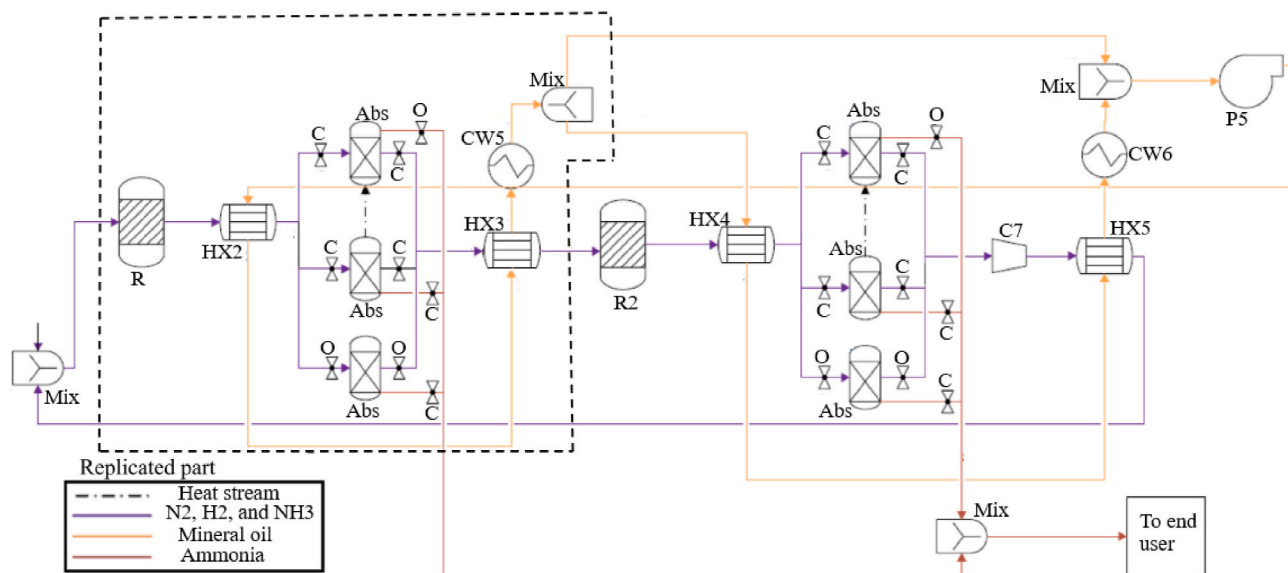 Mix
Mix
P5
Abs
O
C
C
CW5
Abs
O
C
C
CW6
R
HX2
C
C
Abs
C
HX3
R2
HX4
Abs
C
C
C
C7
HX5
O
O
Abs
C
O
O
Abs
C
Mix
Replicated part
Heat stream
N2, H2, and NH3
Mineral oil
Ammonia
Mix
To end
user